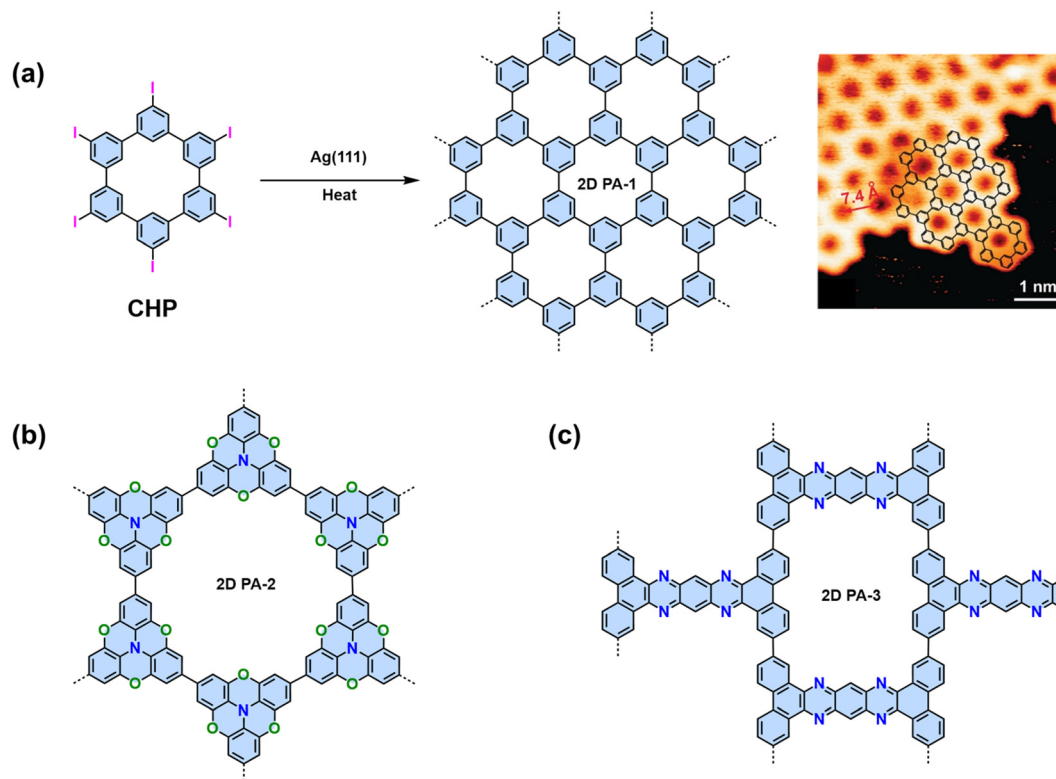 (a)
I
I I
I I
I
CHP
Ag(111)
Heat
2D PA-1
7.4 Å
1 nm
(b)
O O
N
O
O O
N N
O O O O
2D PA-2
O O O O
N N
O O
O
N
O O
(c)
N N
N N
2D PA-3
N N N N
N N N N
N N
N N